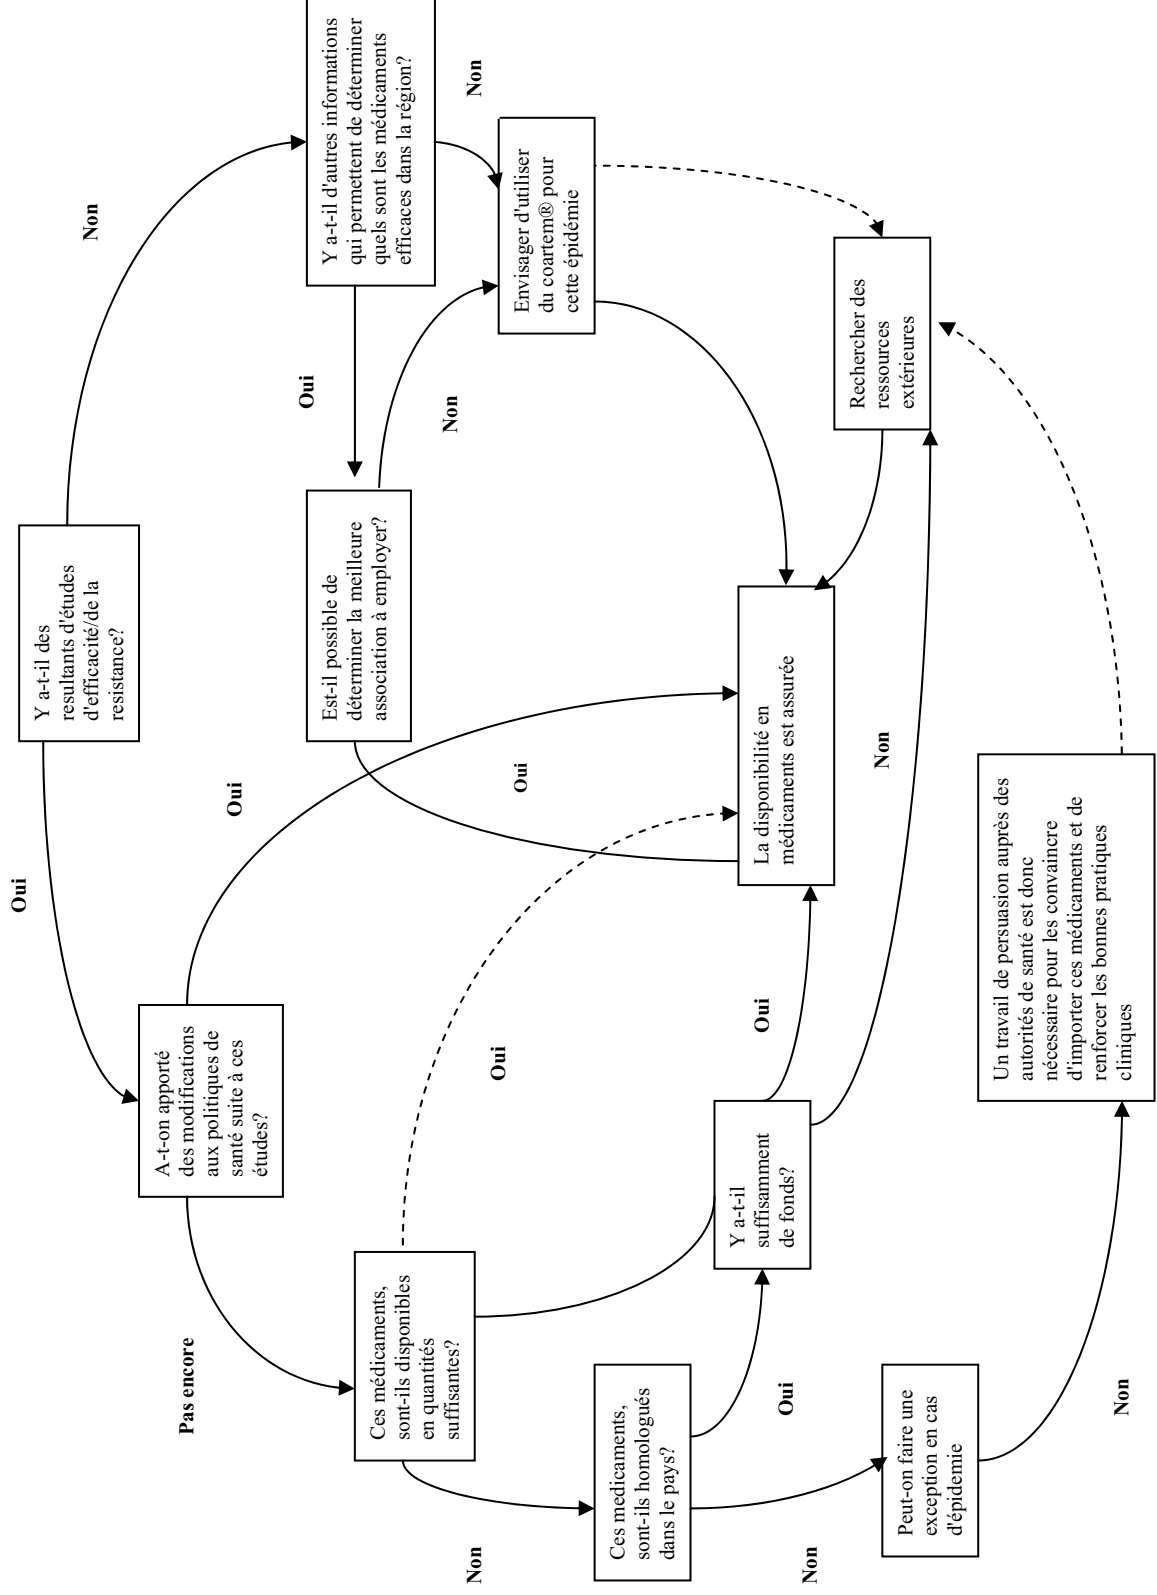 Y a-t-il des
resultants d'études
d'efficacité/de la
resistance?
Oui
Non
A-t-on apporté
des modifications
aux politiques de
santé suite à ces
études?
Y a-t-il d'autres informations
qui permettent de déterminer
quels sont les médicaments
efficaces dans la région?
Pas encore
Oui
Oui
Non
Est-il possible de
déterminer la meilleure
association à employer?
Non
Oui
Ces médicaments,
sont-ils disponibles
en quantités
suffisantes?
Oui
Non
Envisager d'utiliser
du coartem® pour
cette épidémie
Ces medicaments,
sont-ils homologués
dans le pays?
Oui
Non
Y a-t-il
suffisamment
de fonds?
Oui
Non
La disponibilité en
médicaments est assurée
Rechercher des
ressources
extérieures
Peut-on faire une
exception en cas
d'épidemie
Non
Un travail de persuasion auprès des
autorités de santé est donc
nécessaire pour les convaincre
d'importer ces médicaments et de
renforcer les bonnes pratiques
cliniques